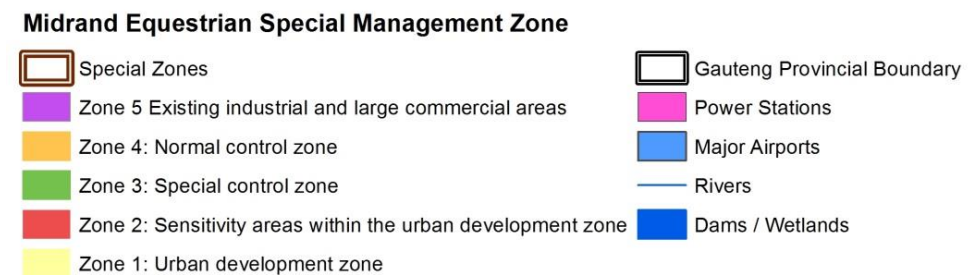 Midrand Equestrian Special Management Zone
Special Zones
Zone 5 Existing industrial and large commercial areas
Zone 4: Normal control zone
Zone 3: Special control zone
Zone 2: Sensitivity areas within the urban development zone
Zone 1: Urban development zone
Gauteng Provincial Boundary
Power Stations
Major Airports
Rivers
Dams / Wetlands